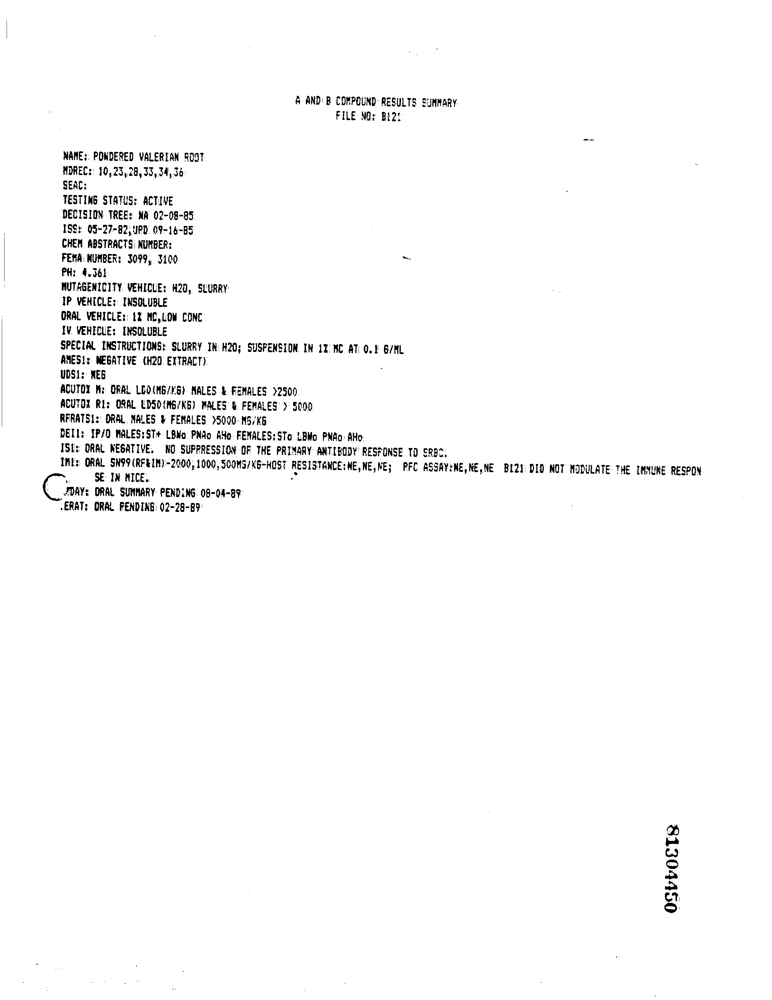 A AND B COMPOUND RESULTS SUMMARY
FILE NO: B121
NAME: POWDERED VALERIAN ROOT
MDREC: 10,23,28,33,34,36
SEAC:
TESTING STATUS: ACTIVE
DECISION TREE: NA 02-08-85
ISS: 05-27-82,UPD 09-16-85
CHEM ABSTRACTS NUMBER:
FEMA NUMBER: 3099, 3100
PH: 4.361
MUTAGENICITY VEHICLE: H20, SLURRY
IP VEHICLE: INSOLUBLE
ORAL VEHICLE: 1% MC,LOW CONC
IV VEHICLE: INSOLUBLE
SPECIAL INSTRUCTIONS: SLURRY IN H20; SUSPENSION IN 1% MC AT 0.1 G/ML
AMES1: NEGATIVE (H20 EXTRACT)
UDS1: NEG
ACUTOX M: ORAL LDO(MG/KG) MALES & FEMALES >2500
ACUTOX R1: ORAL LD50(MG/KG) MALES & FEMALES > 5000
RFRATS1: ORAL MALES & FEMALES >5000 MG/KG
DEI1: IP/O MALES:ST+ LBWo PNAo AHo FEMALES:STo LBWo PNAo AHo
IS1: ORAL NEGATIVE. NO SUPPRESSION OF THE PRIMARY ANTIBODY RESPONSE TO SRBC.
IM1: ORAL SN99(RF&IM)-2000,1000,500MG/KG-HOST RESISTANCE:NE,NE,NE; PFC ASSAY:NE,NE,NE B121 DID NOT MODULATE THE IMMUNE RESPON
SE IN MICE.
.DAY: ORAL SUMMARY PENDING 08-04-89
.ERAT: ORAL PENDING 02-28-89
81304450